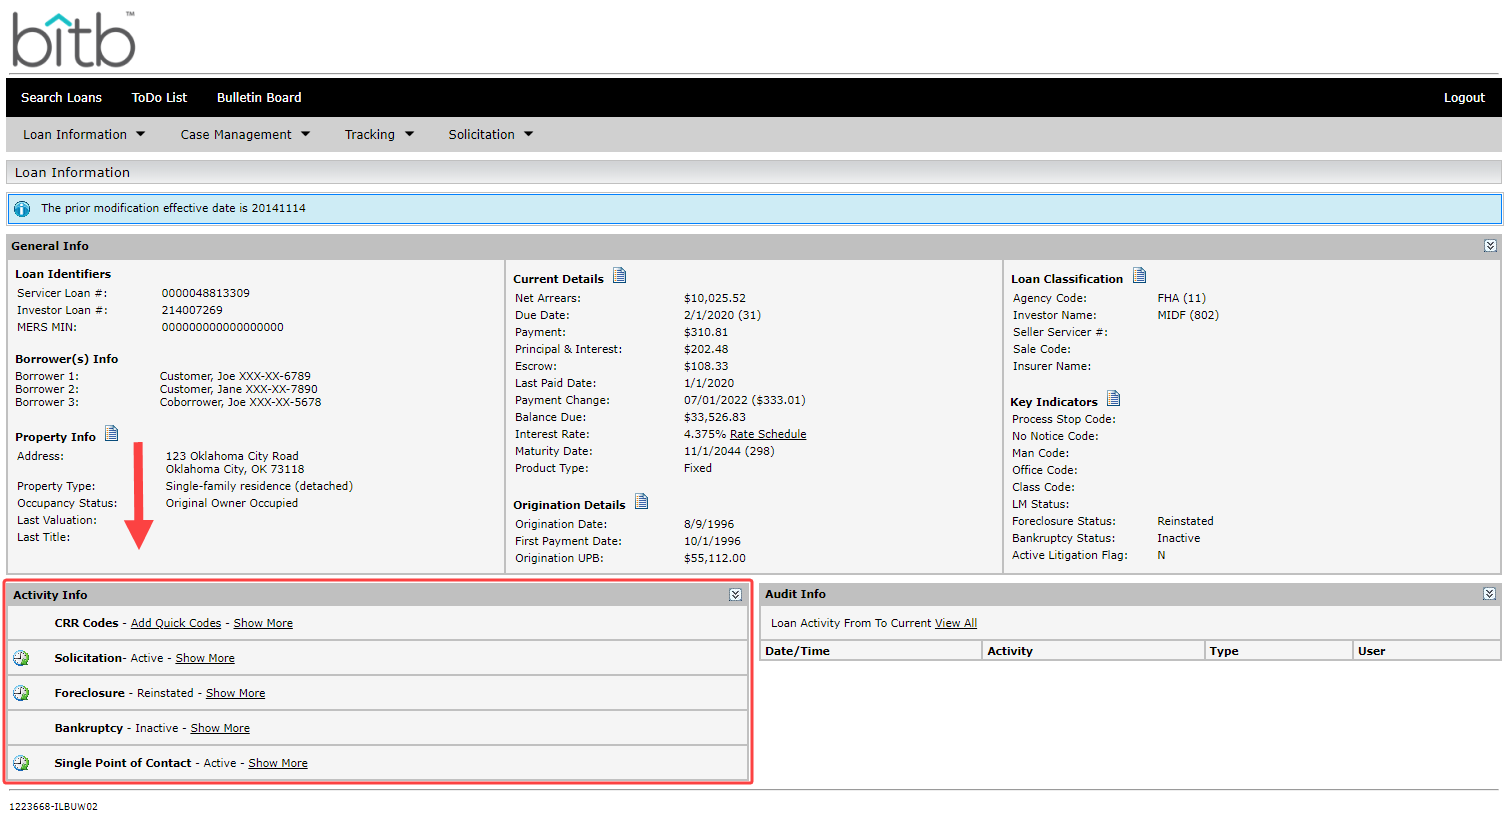 bitb™
Search Loans ToDo List Bulletin Board Logout
Loan Information Case Management Tracking Solicitation
Loan Information
The prior modification effective date is 20141114
General Info
Loan Identifiers
Servicer Loan #: 0000048813309
Investor Loan #: 214007269
MERS MIN: 000000000000000000
Borrower(s) Info
Borrower 1: Customer, Joe XXX-XX-6789
Borrower 2: Customer, Jane XXX-XX-7890
Borrower 3: Coborrower, Joe XXX-XX-5678
Property Info
Address: 123 Oklahoma City Road
Oklahoma City, OK 73118
Property Type: Single-family residence (detached)
Occupancy Status: Original Owner Occupied
Last Valuation:
Last Title:
Current Details
Net Arrears: $10,025.52
Due Date: 2/1/2020 (31)
Payment: $310.81
Principal & Interest: $202.48
Escrow: $108.33
Last Paid Date: 1/1/2020
Payment Change: 07/01/2022 ($333.01)
Balance Due: $33,526.83
Interest Rate: 4.375% Rate Schedule
Maturity Date: 11/1/2044 (298)
Product Type: Fixed
Origination Details
Origination Date: 8/9/1996
First Payment Date: 10/1/1996
Origination UPB: $55,112.00
Loan Classification
Agency Code: FHA (11)
Investor Name: MIDF (802)
Seller Servicer #:
Sale Code:
Insurer Name:
Key Indicators
Process Stop Code:
No Notice Code:
Man Code:
Office Code:
Class Code:
LM Status:
Foreclosure Status: Reinstated
Bankruptcy Status: Inactive
Active Litigation Flag: N
Activity Info
CRR Codes - Add Quick Codes - Show More
Solicitation- Active - Show More
Foreclosure - Reinstated - Show More
Bankruptcy - Inactive - Show More
Single Point of Contact - Active - Show More
Audit Info
Loan Activity From To Current View All
Date/Time Activity Type User
1223668-ILBUW02